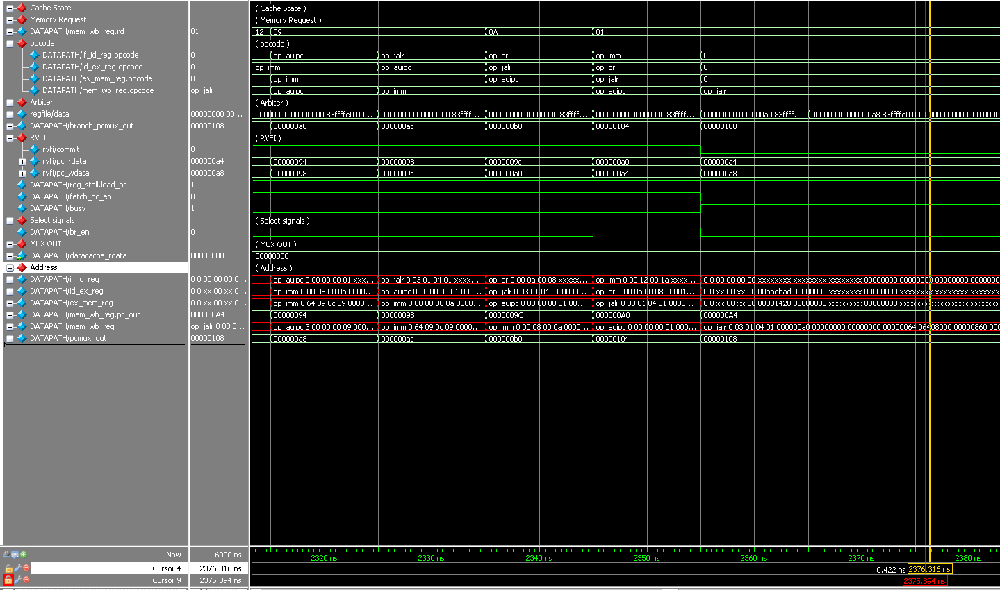 Cache State ( Cache State )
Memory Request ( Memory Request )
DATAPATH/mem_wb_reg.rd 01 12 09 0A 01
opcode ( opcode )
DATAPATH/if_id_reg.opcode 0 op_auipc op_jalr op_br op_imm 0
DATAPATH/id_ex_reg.opcode 0 op_imm op_auipc op_jalr op_br 0
DATAPATH/ex_mem_reg.opcode 0 op_imm op_auipc op_jalr 0
DATAPATH/mem_wb_reg.opcode op_jalr op_auipc op_imm op_auipc op_jalr
Arbiter ( Arbiter )
regfile/data 00000000 00... 00000000 00000000 83ffffe0 00... 00000000 00000000 83ffff... 00000000 00000000 83ffff... 00000000 00000000 83ffff... 00000000 000000a0 83ffff... 00000000 000000a8 83ffffe0 00000000 00000000 0000
DATAPATH/branch_pcmux_out 00000108 000000a8 000000ac 000000b0 00000104 00000108
RVFI ( RVFI )
rvfi/commit 0
rvfi/pc_rdata 000000a4 00000094 00000098 0000009c 000000a0 000000a4
rvfi/pc_wdata 000000a8 00000098 0000009c 000000a0 000000a4 000000a8
DATAPATH/reg_stall.load_pc 1
DATAPATH/fetch_pc_en 0
DATAPATH/busy 1
Select signals ( Select signals )
DATAPATH/br_en 0
MUX OUT ( MUX OUT )
DATAPATH/datacache_rdata 00000000 00000000
Address ( Address )
DATAPATH/if_id_reg 0 0 00 00 00 0... op_auipc 0 00 00 00 01 xxx... op_jalr 0 03 01 04 01 xxxx... op_br 0 00 0a 00 08 xxxxx... op_imm 0 00 12 00 1a xxxx... 0 0 00 00 00 00 xxxxxxxx xxxxxxxx xxxxxxxx 00000000 00000000 00000000 0000000
DATAPATH/id_ex_reg 0 0 xx 00 xx 00... op_imm 0 00 08 00 0a 0000... op_auipc 0 00 00 00 01 00... op_jalr 0 03 01 04 01 0000... op_br 0 00 0a 00 08 00001... 0 0 xx 00 xx 00 00badbad 00000000 xxxxxxxx 00000000 xxxxxxxx xxxxxxxx xxxxx
DATAPATH/ex_mem_reg 0 0 xx 00 xx 0... op_imm 0 64 09 0c 09 0000... op_imm 0 00 08 00 0a 0000... op_auipc 0 00 00 00 01 00... op_jalr 0 03 01 04 01 0000... 0 0 xx 00 xx 00 00001420 00000000 xxxxxxxx 00000000 xxxxxxxx xxxxxxxx xxxxx
DATAPATH/mem_wb_reg.pc_out 000000A4 00000094 00000098 0000009C 000000A0 000000A4
DATAPATH/mem_wb_reg op_jalr 0 03 0... op_auipc 3 00 00 00 09 000... op_imm 0 64 09 0c 09 0000... op_imm 0 00 08 00 0a 0000... op_auipc 0 00 00 00 01 000... op_jalr 0 03 01 04 01 000000a0 00000000 00000064 06408000 00000860 000
DATAPATH/pcmux_out 00000108 000000a8 000000ac 000000b0 00000104 00000108
Now 6000 ns 2320 ns 2330 ns 2340 ns 2350 ns 2360 ns 2370 ns 2380 ns
Cursor 4 2376.316 ns 0.422 ns 2376.316 ns
Cursor 9 2375.894 ns 2375.894 ns